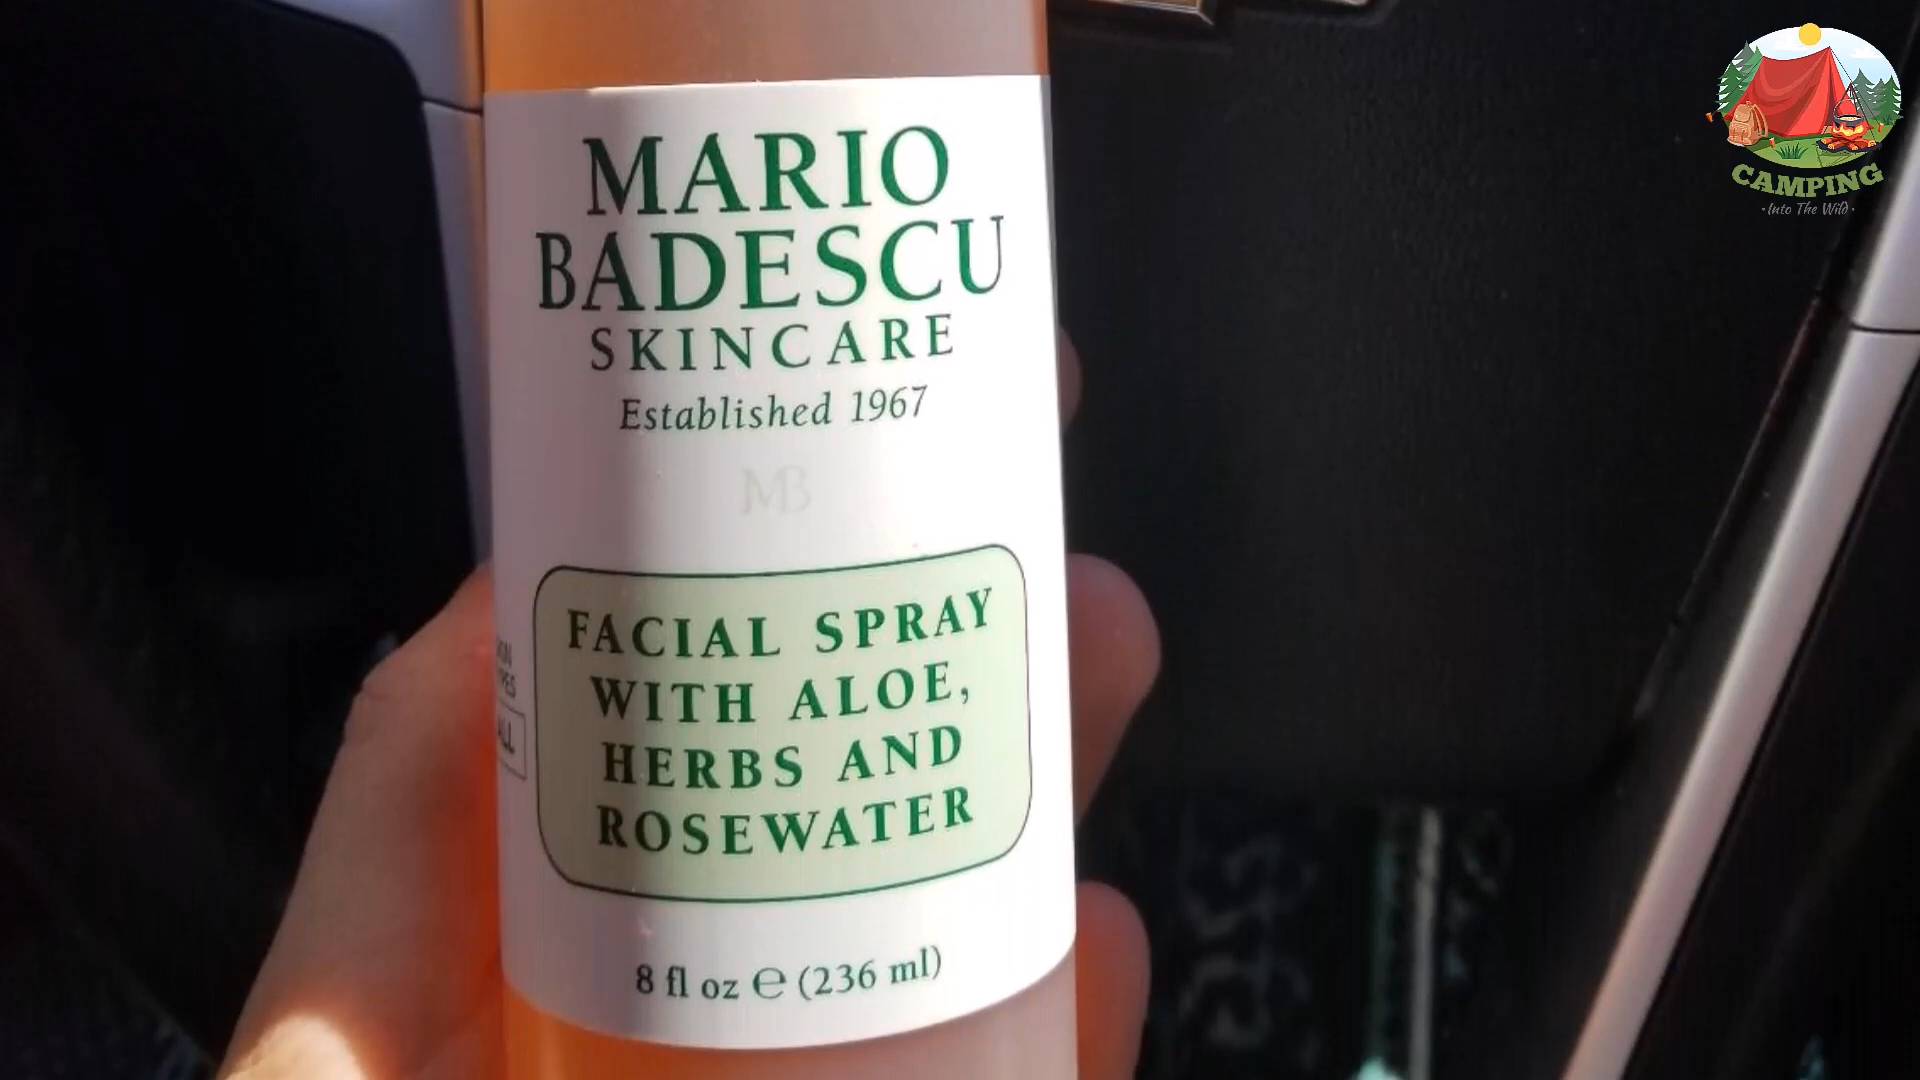 MARIO
BADESCU
SKINCARE
Established 1967
MB
FACIAL SPRAY
WITH ALOE,
HERBS AND
ROSEWATER
ALL
8 fl oz ℮ (236 ml)
CAMPING
·Into The Wild·